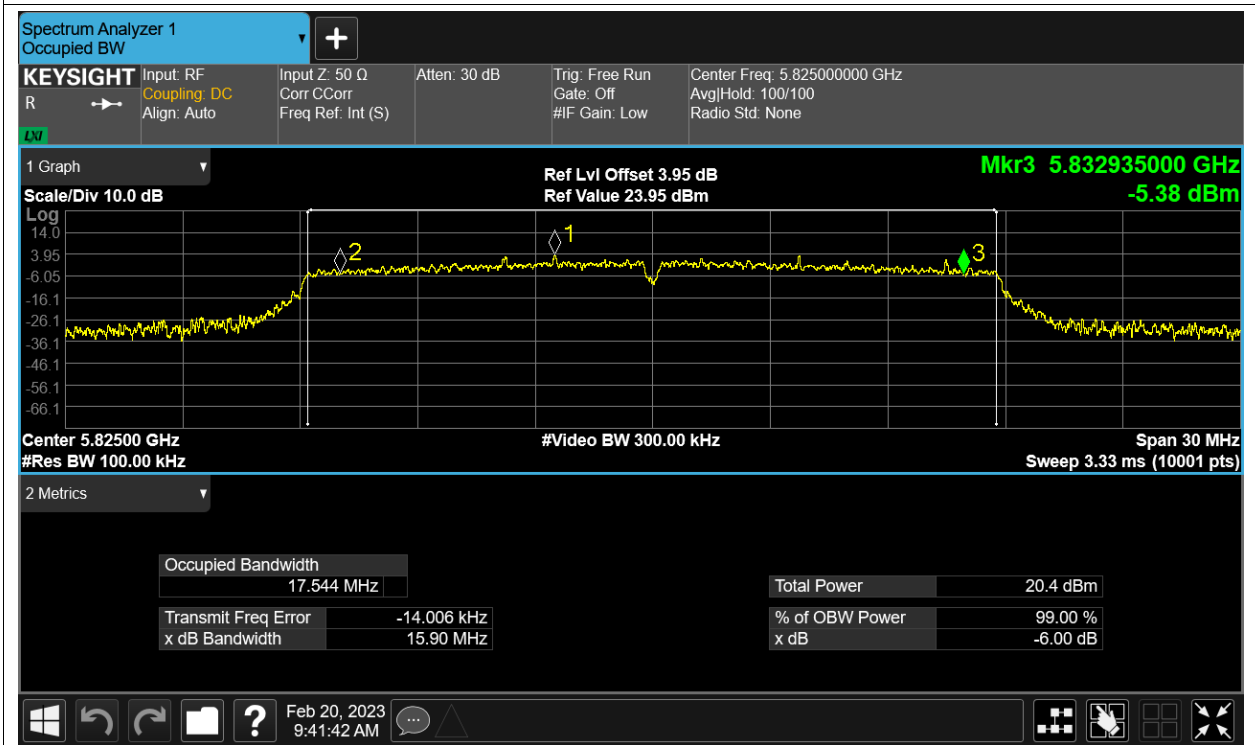 Spectrum Analyzer 1
Occupied BW
KEYSIGHT
R
LXI
Input: RF
Coupling: DC
Align: Auto
Input Z: 50 Ω
Corr CCorr
Freq Ref: Int (S)
Atten: 30 dB
Trig: Free Run
Gate: Off
#IF Gain: Low
Center Freq: 5.825000000 GHz
Avg|Hold: 100/100
Radio Std: None
1 Graph
Scale/Div 10.0 dB
Ref Lvl Offset 3.95 dB
Ref Value 23.95 dBm
Mkr3 5.832935000 GHz
-5.38 dBm
Log
14.0
3.95
-6.05
-16.1
-26.1
-36.1
-46.1
-56.1
-66.1
2
1
3
Center 5.82500 GHz
#Res BW 100.00 kHz
#Video BW 300.00 kHz
Span 30 MHz
Sweep 3.33 ms (10001 pts)
2 Metrics
Occupied Bandwidth
17.544 MHz
Transmit Freq Error -14.006 kHz
x dB Bandwidth 15.90 MHz
Total Power 20.4 dBm
% of OBW Power 99.00 %
x dB -6.00 dB
?
Feb 20, 2023
9:41:42 AM